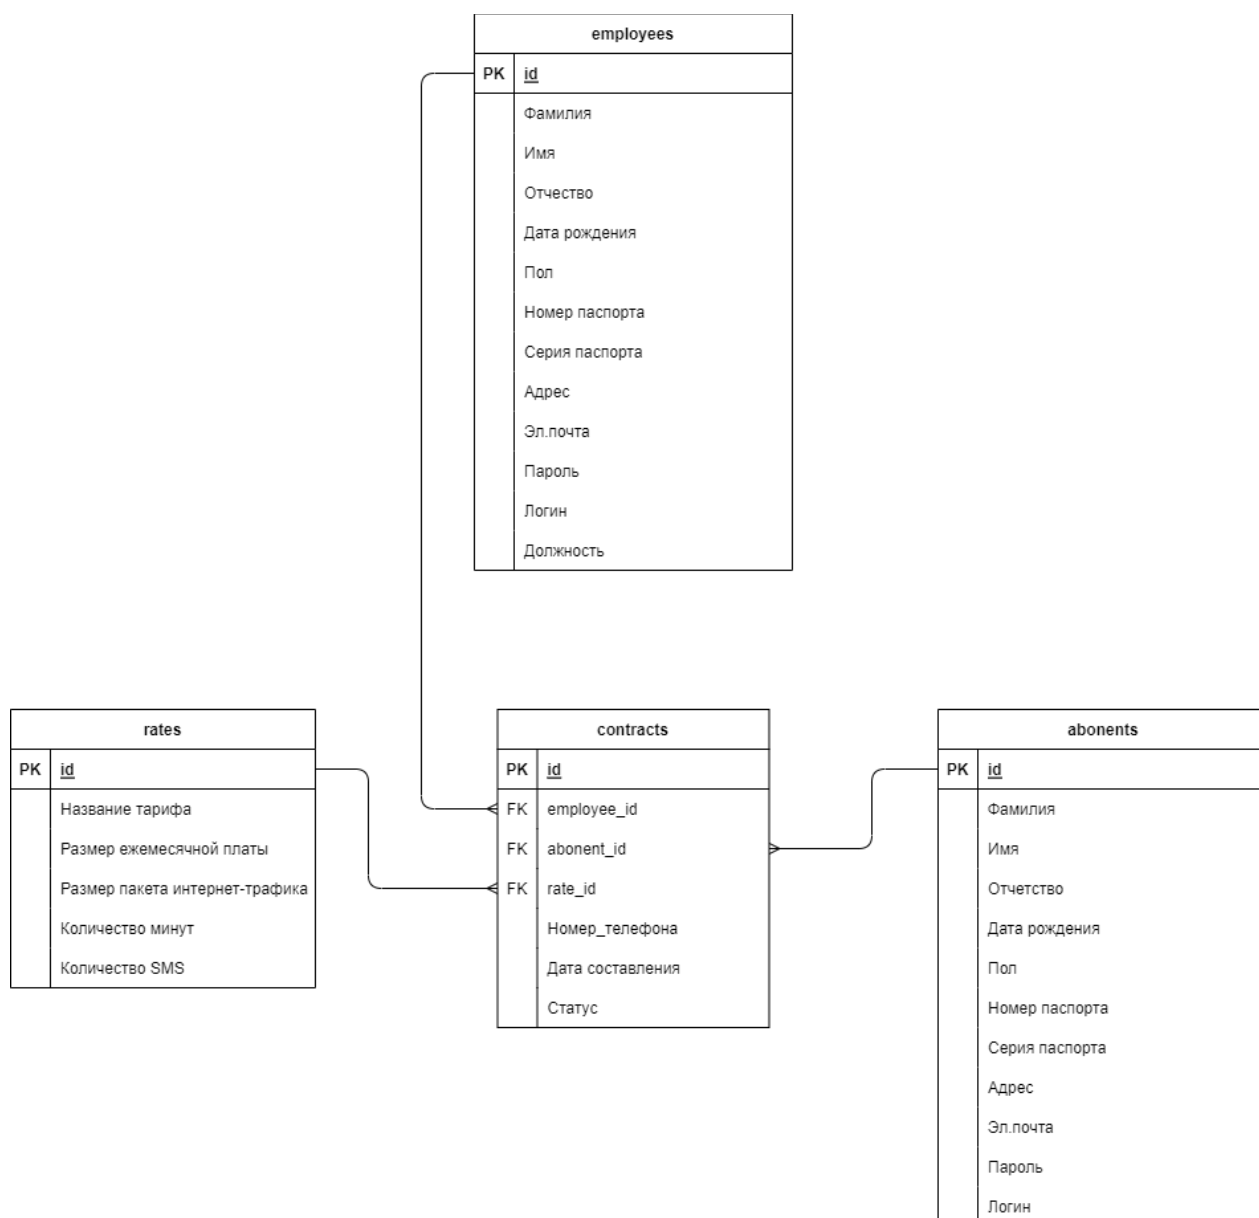 employees
PK id
Фамилия
Имя
Отчество
Дата рождения
Пол
Номер паспорта
Серия паспорта
Адрес
Эл.почта
Пароль
Логин
Должность
rates
PK id
Название тарифа
Размер ежемесячной платы
Размер пакета интернет-трафика
Количество минут
Количество SMS
contracts
PK id
FK employee_id
FK abonent_id
FK rate_id
Номер_телефона
Дата составления
Статус
abonents
PK id
Фамилия
Имя
Отчетство
Дата рождения
Пол
Номер паспорта
Серия паспорта
Адрес
Эл.почта
Пароль
Логин